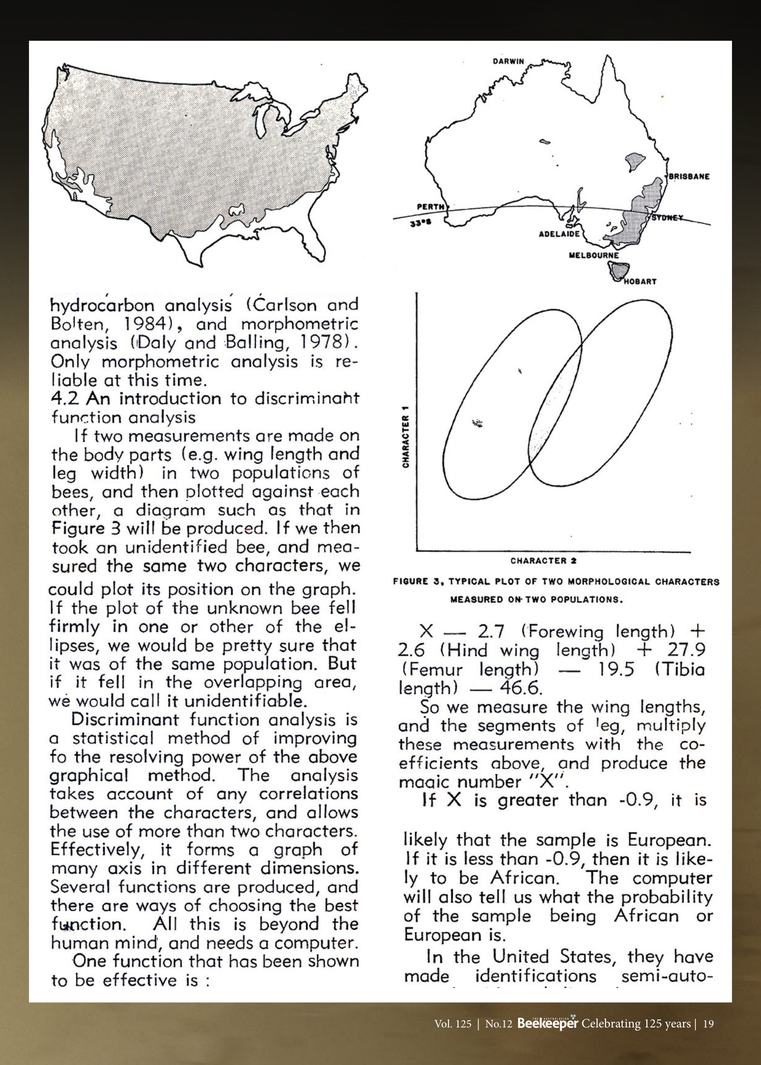 DARWIN
BRISBANE
PERTH
33°S
SYDNEY
ADELAIDE
MELBOURNE
HOBART
hydrocarbon analysis (Carlson and
Bolten, 1984), and morphometric
analysis (Daly and Balling, 1978).
Only morphometric analysis is re-
liable at this time.
4.2 An introduction to discriminant
function analysis
If two measurements are made on
the body parts (e.g. wing length and
leg width) in two populations of
bees, and then plotted against each
other, a diagram such as that in
Figure 3 will be produced. If we then
took an unidentified bee, and mea-
sured the same two characters, we
could plot its position on the graph.
If the plot of the unknown bee fell
firmly in one or other of the el-
lipses, we would be pretty sure that
it was of the same population. But
if it fell in the overlapping area,
we would call it unidentifiable.
Discriminant function analysis is
a statistical method of improving
fo the resolving power of the above
graphical method. The analysis
takes account of any correlations
between the characters, and allows
the use of more than two characters.
Effectively, it forms a graph of
many axis in different dimensions.
Several functions are produced, and
there are ways of choosing the best
function. All this is beyond the
human mind, and needs a computer.
One function that has been shown
to be effective is :
CHARACTER 1
CHARACTER 2
FIGURE 3, TYPICAL PLOT OF TWO MORPHOLOGICAL CHARACTERS
MEASURED ON TWO POPULATIONS.
X — 2.7 (Forewing length) +
2.6 (Hind wing length) + 27.9
(Femur length) — 19.5 (Tibia
length) — 46.6.
So we measure the wing lengths,
and the segments of leg, multiply
these measurements with the co-
efficients above, and produce the
magic number "X".
If X is greater than -0.9, it is
likely that the sample is European.
If it is less than -0.9, then it is like-
ly to be African. The computer
will also tell us what the probability
of the sample being African or
European is.
In the United States, they have
made identifications semi-auto-
Vol. 125 | No.12 Beekeeper Celebrating 125 years | 19